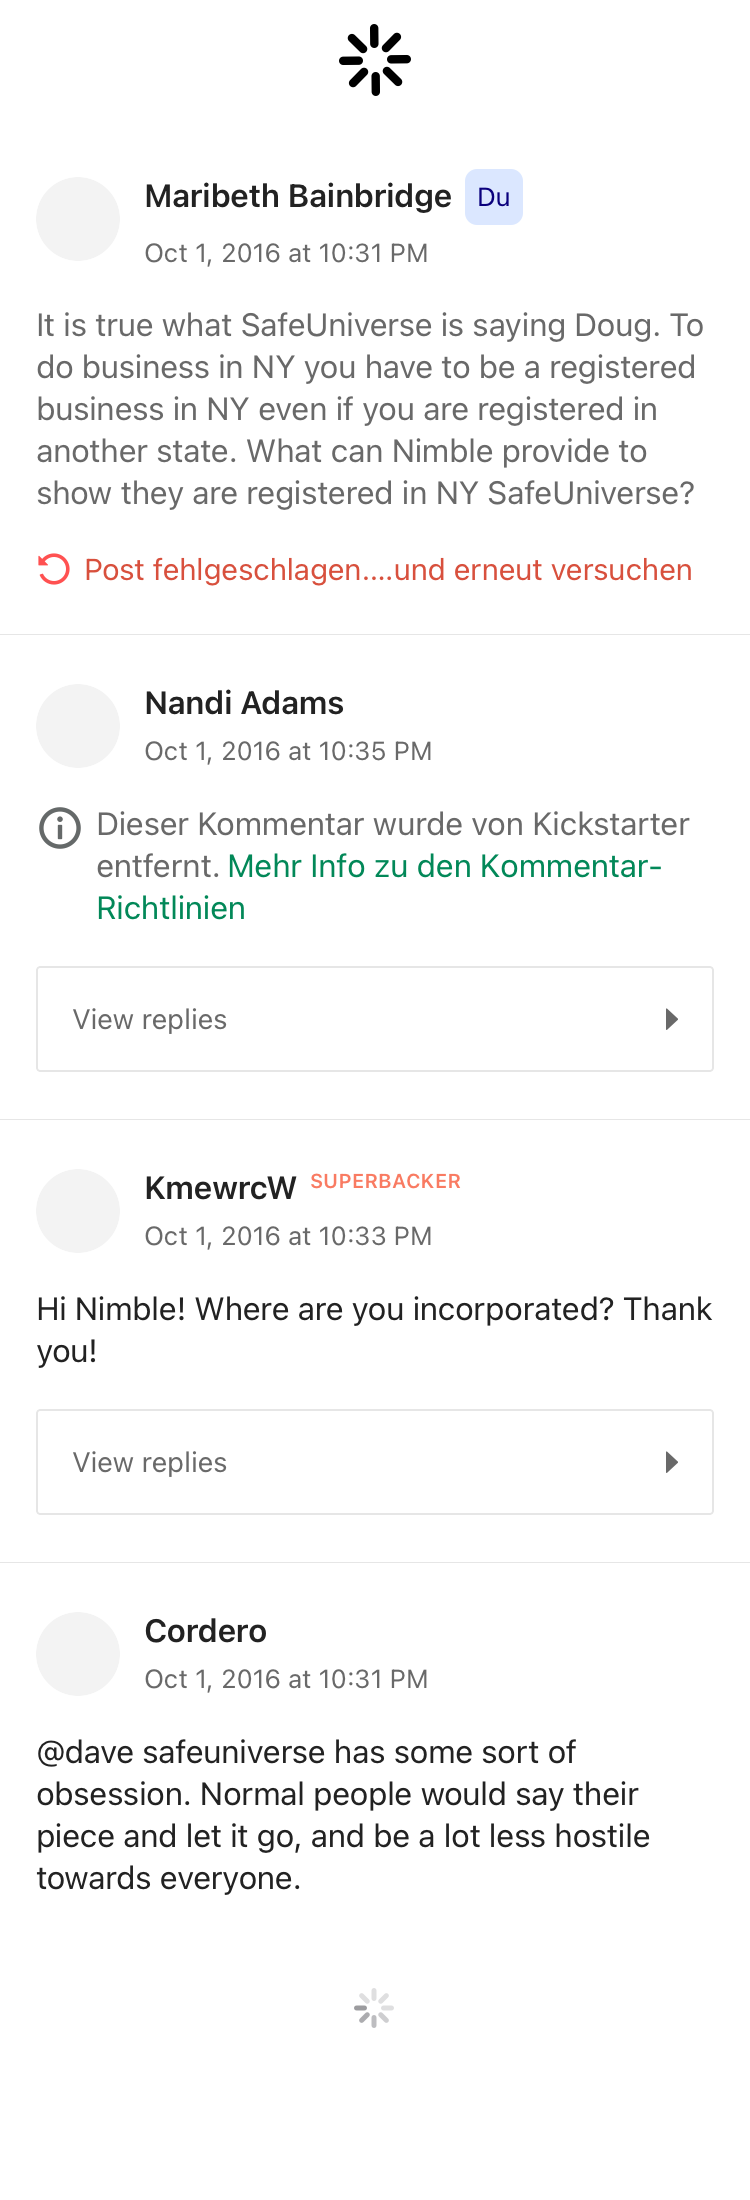 Maribeth Bainbridge Du
Oct 1, 2016 at 10:31 PM
It is true what SafeUniverse is saying Doug. To
do business in NY you have to be a registered
business in NY even if you are registered in
another state. What can Nimble provide to
show they are registered in NY SafeUniverse?
Post fehlgeschlagen....und erneut versuchen
Nandi Adams
Oct 1, 2016 at 10:35 PM
Dieser Kommentar wurde von Kickstarter
entfernt. Mehr Info zu den Kommentar-
Richtlinien
View replies
KmewrcW SUPERBACKER
Oct 1, 2016 at 10:33 PM
Hi Nimble! Where are you incorporated? Thank
you!
View replies
Cordero
Oct 1, 2016 at 10:31 PM
@dave safeuniverse has some sort of
obsession. Normal people would say their
piece and let it go, and be a lot less hostile
towards everyone.